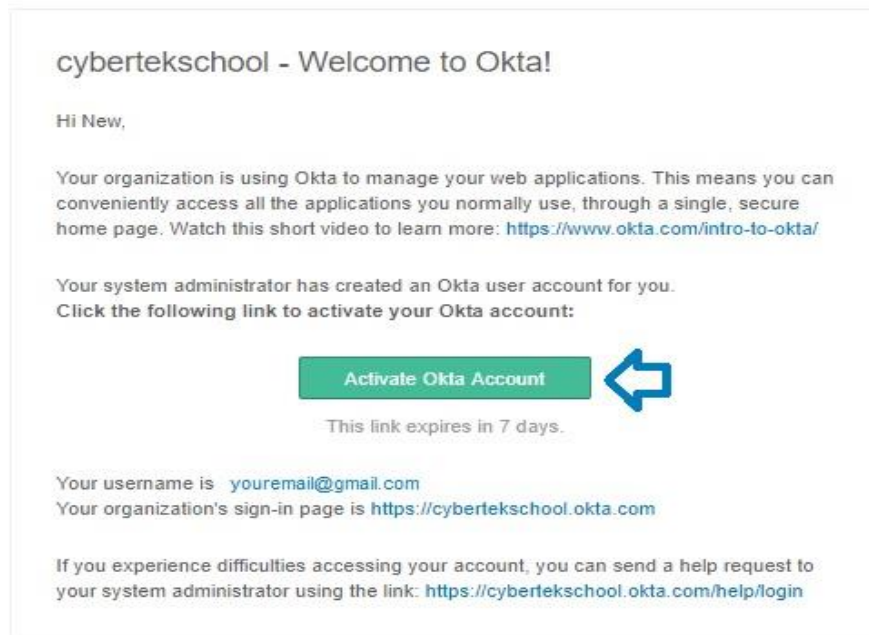 cybertekschool - Welcome to Okta!
Hi New,
Your organization is using Okta to manage your web applications. This means you can
conveniently access all the applications you normally use, through a single, secure
home page. Watch this short video to learn more: https://www.okta.com/intro-to-okta/
Your system administrator has created an Okta user account for you.
Click the following link to activate your Okta account:
Activate Okta Account
This link expires in 7 days.
Your username is youremail@gmail.com
Your organization's sign-in page is https://cybertekschool.okta.com
If you experience difficulties accessing your account, you can send a help request to
your system administrator using the link: https://cybertekschool.okta.com/help/login